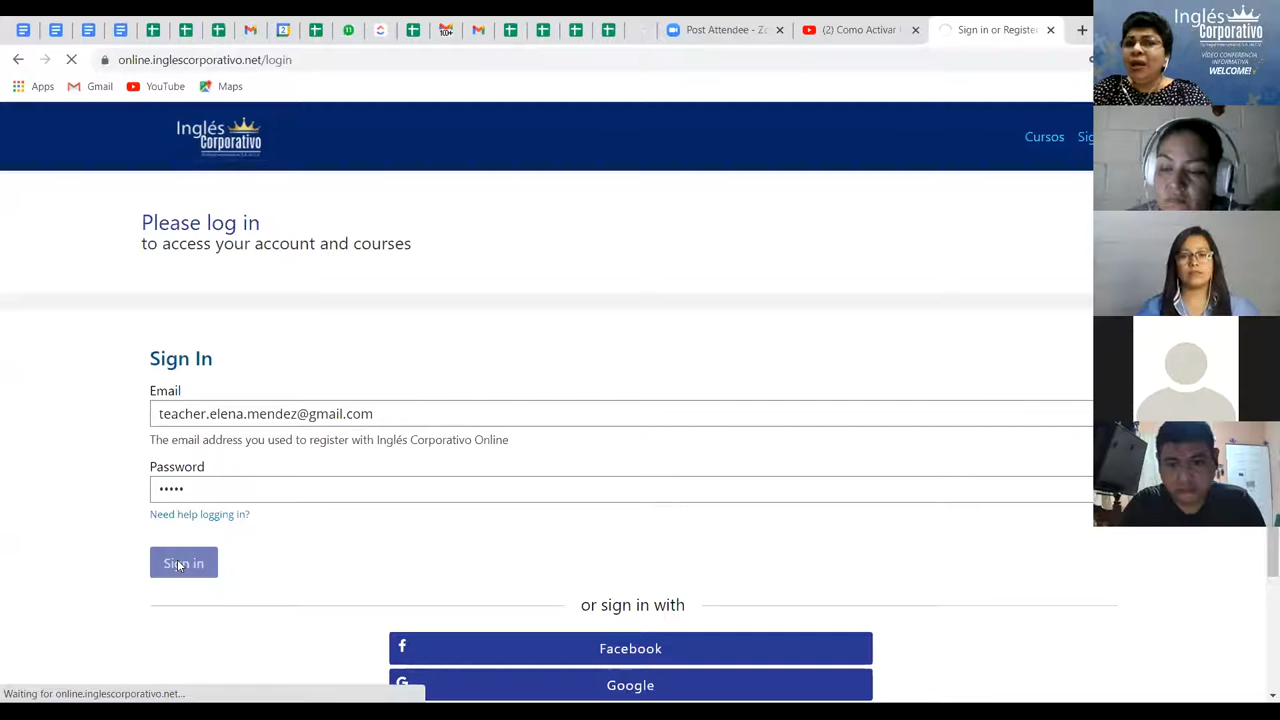 Post Attendee - Zo
(2) Como Activar
Sign in or Registe
online.inglescorporativo.net/login
Apps
Gmail
YouTube
Maps
Inglés
Corporativo
Cursos
Sig
Please log in
to access your account and courses
Sign In
Email
teacher.elena.mendez@gmail.com
The email address you used to register with Inglés Corporativo Online
Password
•••••
Need help logging in?
Sign in
or sign in with
Facebook
Google
Waiting for online.inglescorporativo.net...
Inglés
Corporativo
VÍDEO CONFERENCIA
INFORMATIVA
WELCOME!